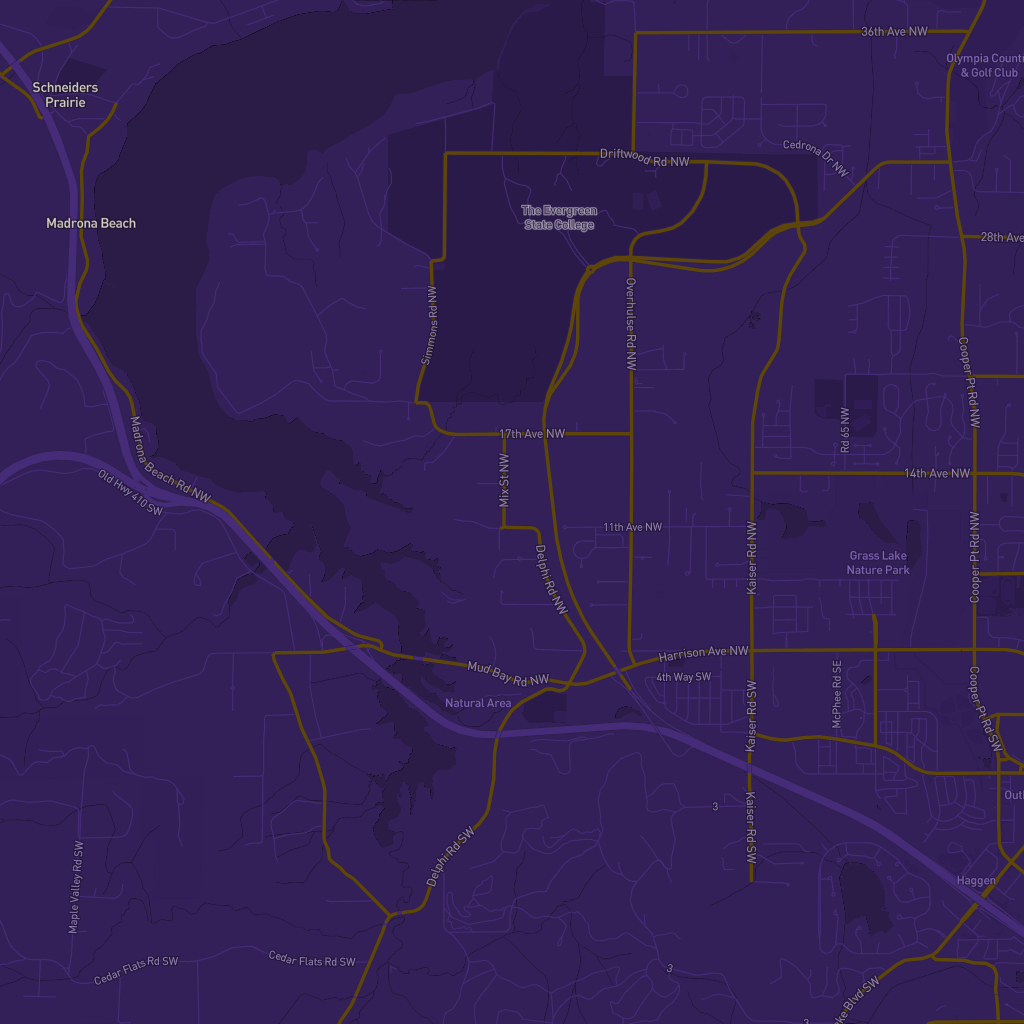 36th Ave NW
Olympia Countr
& Golf Club
Schneiders
Prairie
Cedrona Dr NW
Driftwood Rd NW
The Evergreen
State College
Madrona Beach
28th Ave
Simmons Rd NW
Overhulse Rd NW
Cooper Pt Rd NW
Rd 65 NW
17th Ave NW
Madrona Beach Rd NW
Mix St NW
14th Ave NW
Old Hwy 410 SW
11th Ave NW
Kaiser Rd NW
Cooper Pt Rd NW
Grass Lake
Nature Park
Delphi Rd NW
Harrison Ave NW
Mud Bay Rd NW
4th Way SW
McPhee Rd SE
Natural Area
Kaiser Rd SW
Cooper Pt Rd SW
3
Kaiser Rd SW
Outl
Delphi Rd SW
Maple Valley Rd SW
Haggen
Cedar Flats Rd SW
Cedar Flats Rd SW
3
3
ke Blvd SW